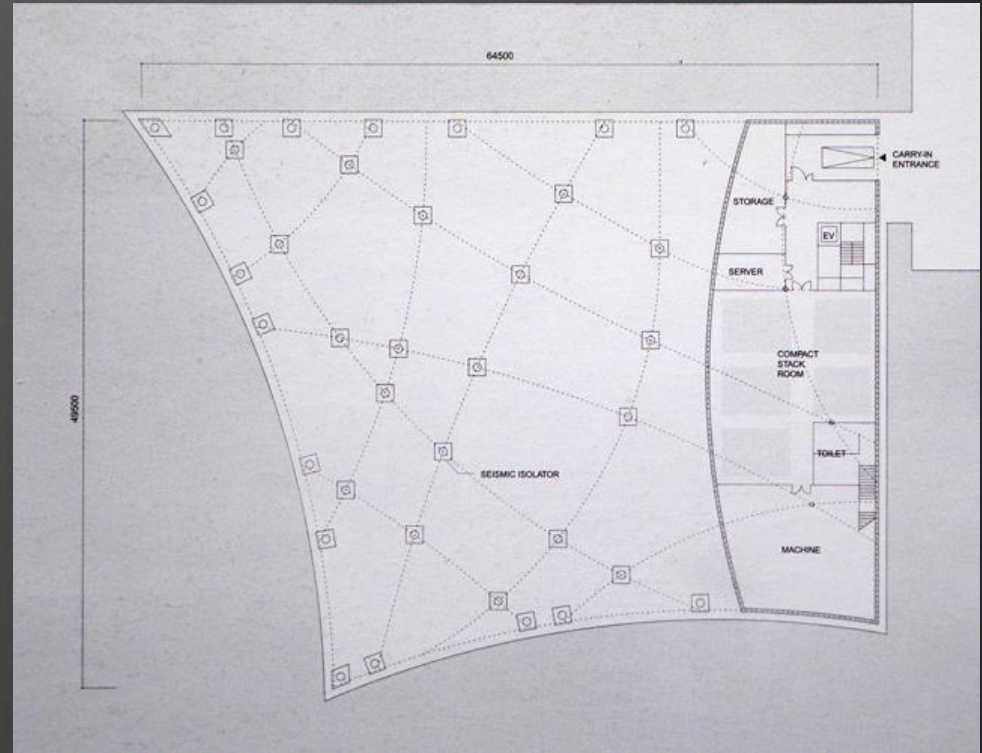 64500
CARRY-IN
ENTRANCE
STORAGE
EV
SERVER
COMPACT
STACK
ROOM
49500
TOILET
SEISMIC ISOLATOR
MACHINE